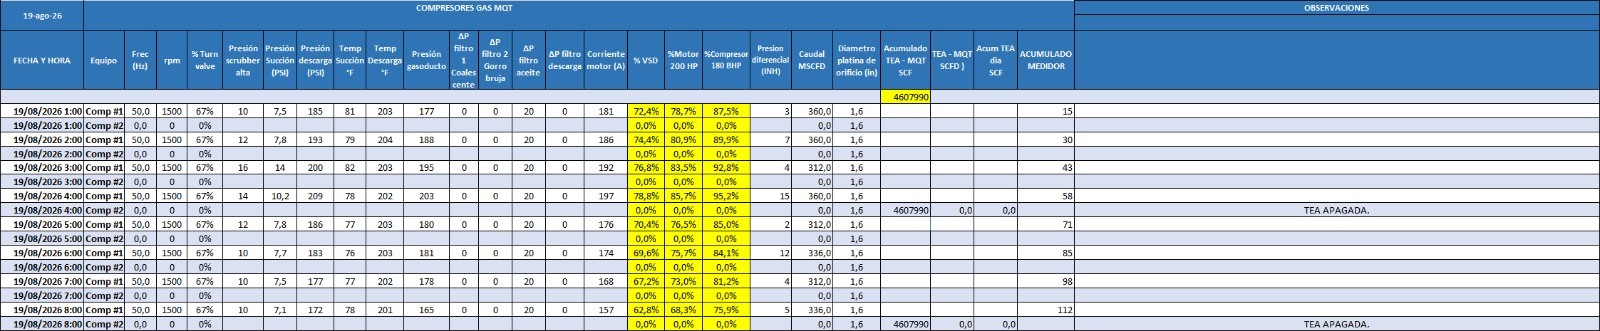 19-ago-26 COMPRESORES GAS MQT OBSERVACIONES
FECHA Y HORA Equipo Frec (Hz) rpm % Turn valve Presión scrubber alta Presión Succión (PSI) Presión descarga (PSI) Temp Succión °F Temp Descarga °F Presión gasoducto ΔP filtro 1 Coales cente ΔP filtro 2 Gorro bruja ΔP filtro aceite ΔP filtro descarga Corriente motor (A) % VSD %Motor 200 HP %Compresor 180 BHP Presion diferencial (INH) Caudal MSCFD Diametro platina de orificio (in) Acumulado TEA - MQT SCF TEA - MQT SCFD ) Acum TEA dia SCF ACUMULADO MEDIDOR
4607990
19/08/2026 1:00 Comp #1 50,0 1500 67% 10 7,5 185 81 203 177 0 0 20 0 181 72,4% 78,7% 87,5% 3 360,0 1,6 15
19/08/2026 1:00 Comp #2 0,0 0 0% 0,0% 0,0% 0,0 1,6
19/08/2026 2:00 Comp #1 50,0 1500 67% 12 7,8 193 79 204 188 0 0 20 0 186 74,4% 80,9% 89,9% 7 360,0 1,6 30
19/08/2026 2:00 Comp #2 0,0 0 0% 0,0% 0,0% 0,0 1,6
19/08/2026 3:00 Comp #1 50,0 1500 67% 16 14 200 82 203 195 0 0 20 0 192 76,8% 83,5% 92,8% 4 312,0 1,6 43
19/08/2026 3:00 Comp #2 0,0 0 0% 0,0% 0,0% 0,0 1,6
19/08/2026 4:00 Comp #1 50,0 1500 67% 14 10,2 209 78 202 203 0 0 20 0 197 78,8% 85,7% 95,2% 15 360,0 1,6 58
19/08/2026 4:00 Comp #2 0,0 0 0% 0,0% 0,0% 0,0 1,6 4607990 0,0 0,0 TEA APAGADA.
19/08/2026 5:00 Comp #1 50,0 1500 67% 12 7,8 186 77 203 180 0 0 20 0 176 70,4% 76,5% 85,0% 2 312,0 1,6 71
19/08/2026 5:00 Comp #2 0,0 0 0% 0,0% 0,0% 0,0 1,6
19/08/2026 6:00 Comp #1 50,0 1500 67% 10 7,7 183 76 203 181 0 0 20 0 174 69,6% 75,7% 84,1% 12 336,0 1,6 85
19/08/2026 6:00 Comp #2 0,0 0 0% 0,0% 0,0% 0,0 1,6
19/08/2026 7:00 Comp #1 50,0 1500 67% 10 7,5 177 77 202 178 0 0 20 0 168 67,2% 73,0% 81,2% 4 312,0 1,6 98
19/08/2026 7:00 Comp #2 0,0 0 0% 0,0% 0,0% 0,0 1,6
19/08/2026 8:00 Comp #1 50,0 1500 67% 10 7,1 172 78 201 165 0 0 20 0 157 62,8% 68,3% 75,9% 5 336,0 1,6 112
19/08/2026 8:00 Comp #2 0,0 0 0% 0,0% 0,0% 0,0 1,6 4607990 0,0 0,0 TEA APAGADA.